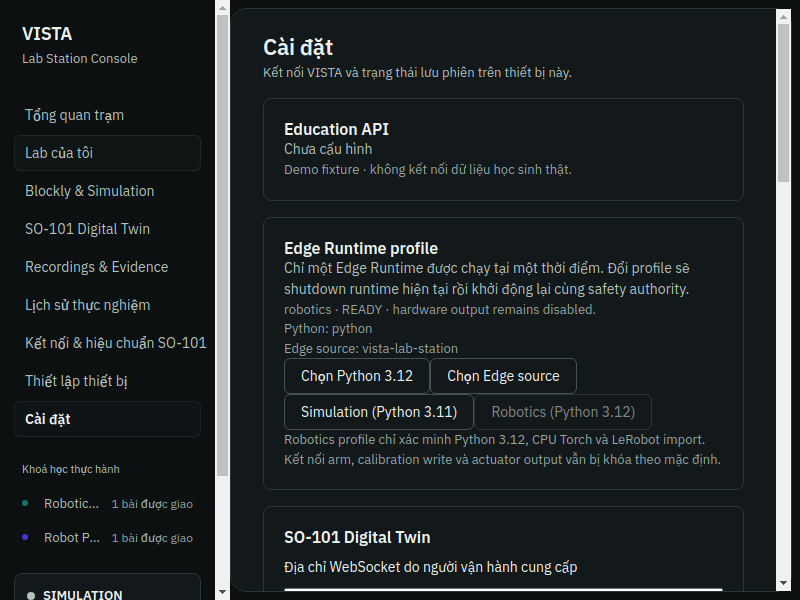 VISTA
Lab Station Console
Tổng quan trạm
Lab của tôi
Blockly & Simulation
SO-101 Digital Twin
Recordings & Evidence
Lịch sử thực nghiệm
Kết nối & hiệu chuẩn SO-101
Thiết lập thiết bị
Cài đặt
Khoá học thực hành
Robotic... 1 bài được giao
Robot P... 1 bài được giao
SIMULATION
Cài đặt
Kết nối VISTA và trạng thái lưu phiên trên thiết bị này.
Education API
Chưa cấu hình
Demo fixture · không kết nối dữ liệu học sinh thật.
Edge Runtime profile
Chỉ một Edge Runtime được chạy tại một thời điểm. Đổi profile sẽ
shutdown runtime hiện tại rồi khởi động lại cùng safety authority.
robotics · READY · hardware output remains disabled.
Python: python
Edge source: vista-lab-station
Chọn Python 3.12
Chọn Edge source
Simulation (Python 3.11)
Robotics (Python 3.12)
Robotics profile chỉ xác minh Python 3.12, CPU Torch và LeRobot import.
Kết nối arm, calibration write và actuator output vẫn bị khóa theo mặc định.
SO-101 Digital Twin
Địa chỉ WebSocket do người vận hành cung cấp